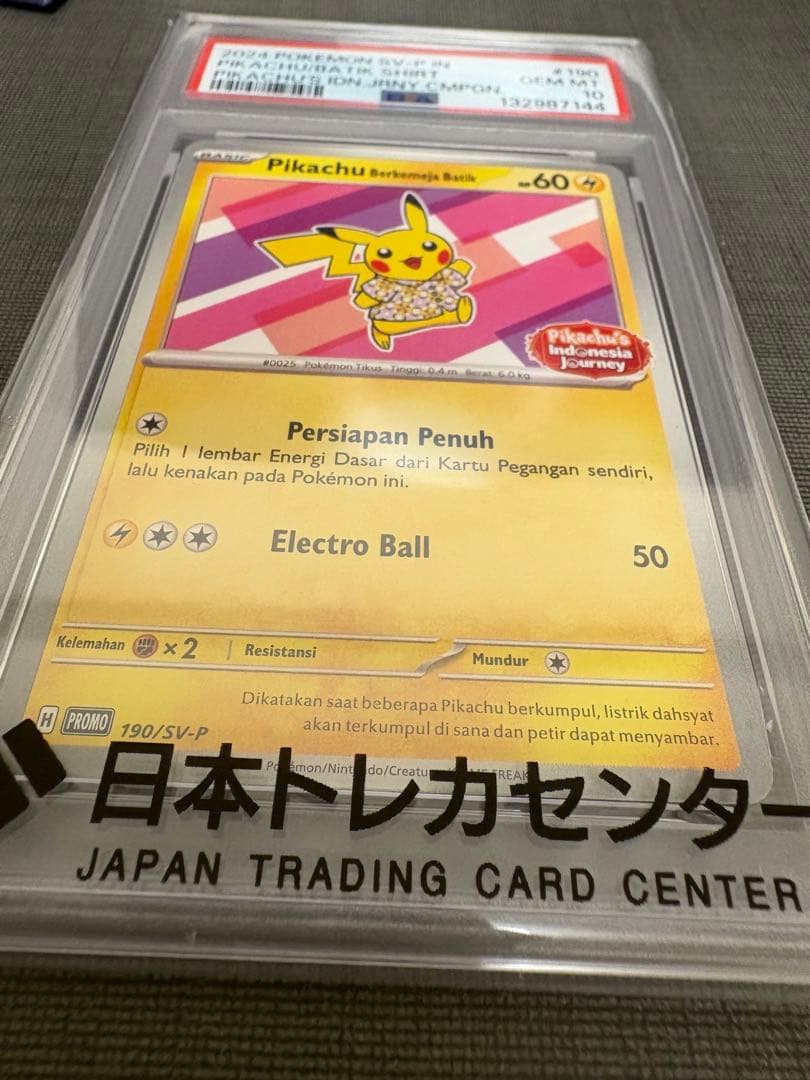 2024 POKEMON SV-P IN #190
PIKACHU/BATIK SHIRT GEM MT
PIKACHU'S IDN JRNY CMPGN. 10
PSA 132987144
BASIC Pikachu Berkemeja Batik HP60
Pikachu's
Indonesia
Journey
#0025 Pokémon Tikus Tinggi: 0.4 m Berat: 6.0 kg
Persiapan Penuh
Pilih 1 lembar Energi Dasar dari Kartu Pegangan sendiri,
lalu kenakan pada Pokémon ini.
Electro Ball 50
Kelemahan ×2 Resistansi Mundur
Dikatakan saat beberapa Pikachu berkumpul, listrik dahsyat
akan terkumpul di sana dan petir dapat menyambar.
H PROMO 190/SV-P
日本トレカセンター
JAPAN TRADING CARD CENTER